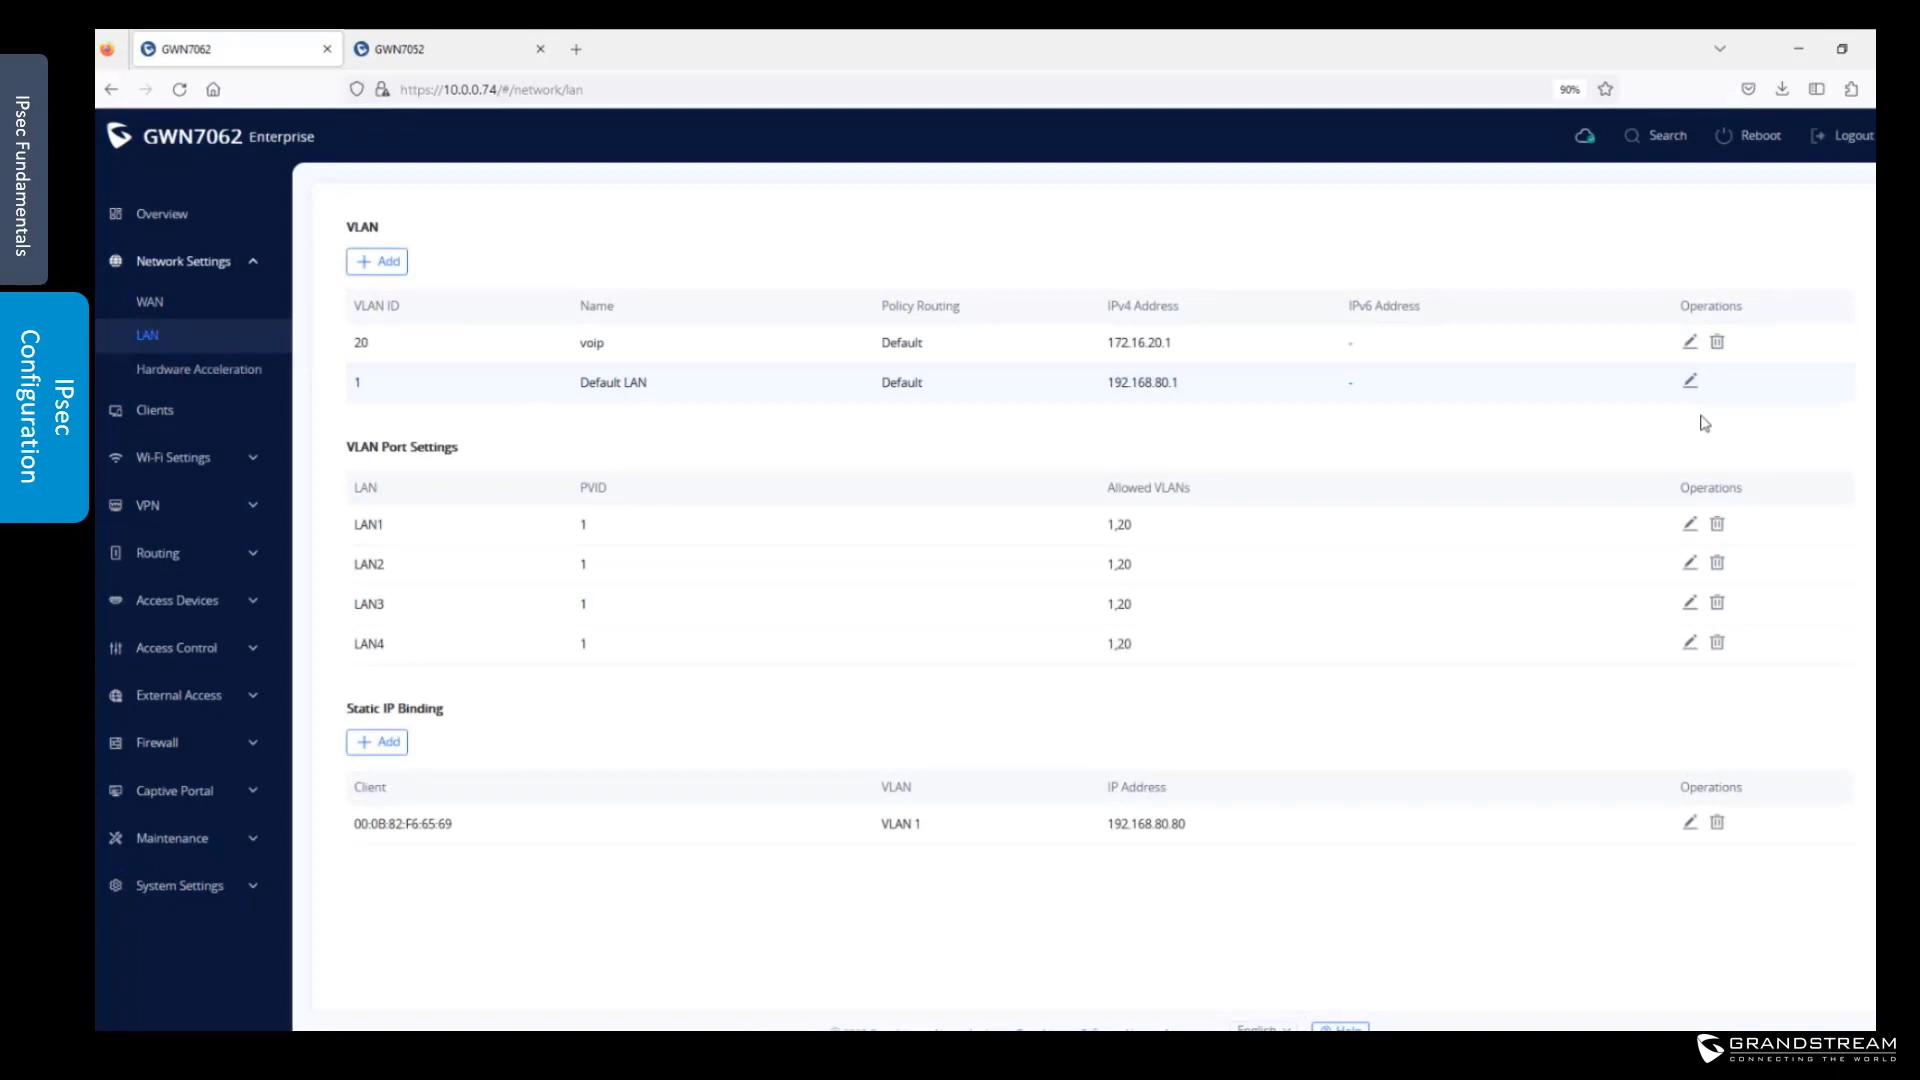 IPsec Fundamentals
IPsec
Configuration
GWN7062
GWN7052
https://10.0.0.74/#/network/lan
90%
GWN7062 Enterprise
Search
Reboot
Logout
Overview
Network Settings
WAN
LAN
Hardware Acceleration
Clients
Wi-Fi Settings
VPN
Routing
Access Devices
Access Control
External Access
Firewall
Captive Portal
Maintenance
System Settings
VLAN
Add
VLAN ID Name Policy Routing IPv4 Address IPv6 Address Operations
20 voip Default 172.16.20.1 -
1 Default LAN Default 192.168.80.1 -
VLAN Port Settings
LAN PVID Allowed VLANs Operations
LAN1 1 1,20
LAN2 1 1,20
LAN3 1 1,20
LAN4 1 1,20
Static IP Binding
Add
Client VLAN IP Address Operations
00:0B:82:F6:65:69 VLAN 1 192.168.80.80
English
Help
GRANDSTREAM
CONNECTING THE WORLD